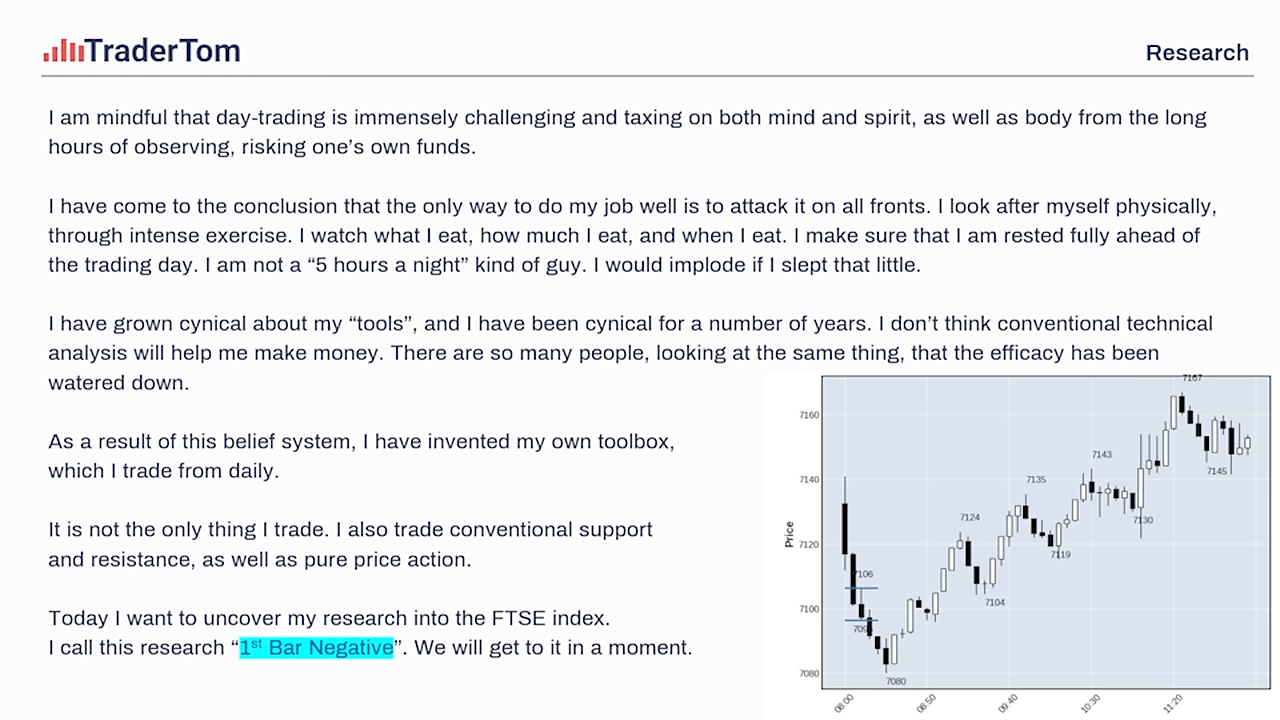 TraderTom
Research
I am mindful that day-trading is immensely challenging and taxing on both mind and spirit, as well as body from the long
hours of observing, risking one’s own funds.
I have come to the conclusion that the only way to do my job well is to attack it on all fronts. I look after myself physically,
through intense exercise. I watch what I eat, how much I eat, and when I eat. I make sure that I am rested fully ahead of
the trading day. I am not a “5 hours a night” kind of guy. I would implode if I slept that little.
I have grown cynical about my “tools”, and I have been cynical for a number of years. I don’t think conventional technical
analysis will help me make money. There are so many people, looking at the same thing, that the efficacy has been
watered down.
As a result of this belief system, I have invented my own toolbox,
which I trade from daily.
It is not the only thing I trade. I also trade conventional support
and resistance, as well as pure price action.
Today I want to uncover my research into the FTSE index.
I call this research “1st Bar Negative”. We will get to it in a moment.
Price
7160
7140
7120
7100
7080
7167
7143
7145
7135
7130
7124
7119
7106
7104
7080
08:00
08:50
09:40
10:30
11:20